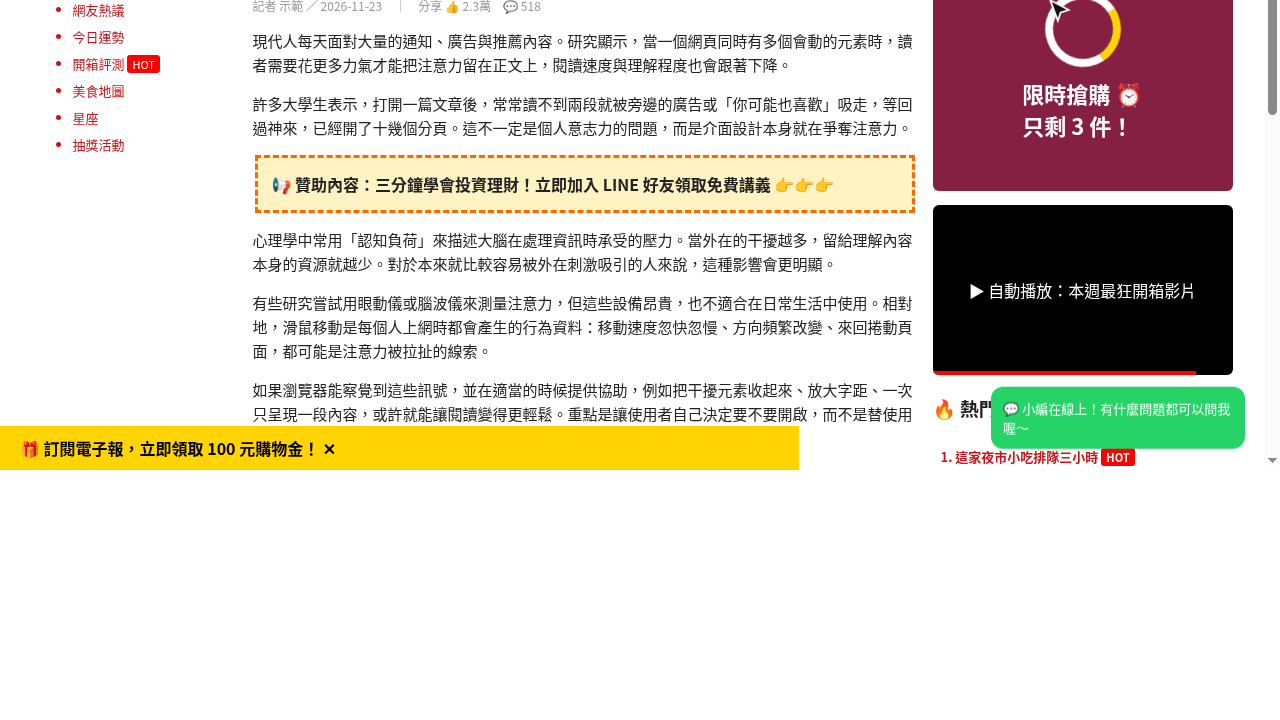 網友熱議
今日運勢
開箱評測 HOT
美食地圖
星座
抽獎活動
記者 示範 ／ 2026-11-23 ｜ 分享 👍 2.3萬 💬 518
現代人每天面對大量的通知、廣告與推薦內容。研究顯示，當一個網頁同時有多個會動的元素時，讀
者需要花更多力氣才能把注意力留在正文上，閱讀速度與理解程度也會跟著下降。
許多大學生表示，打開一篇文章後，常常讀不到兩段就被旁邊的廣告或「你可能也喜歡」吸走，等回
過神來，已經開了十幾個分頁。這不一定是個人意志力的問題，而是介面設計本身就在爭奪注意力。
📢 贊助內容：三分鐘學會投資理財！立即加入 LINE 好友領取免費講義 👉👉👉
心理學中常用「認知負荷」來描述大腦在處理資訊時承受的壓力。當外在的干擾越多，留給理解內容
本身的資源就越少。對於本來就比較容易被外在刺激吸引的人來說，這種影響會更明顯。
有些研究嘗試用眼動儀或腦波儀來測量注意力，但這些設備昂貴，也不適合在日常生活中使用。相對
地，滑鼠移動是每個人上網時都會產生的行為資料：移動速度忽快忽慢、方向頻繁改變、來回捲動頁
面，都可能是注意力被拉扯的線索。
如果瀏覽器能察覺到這些訊號，並在適當的時候提供協助，例如把干擾元素收起來、放大字距、一次
只呈現一段內容，或許就能讓閱讀變得更輕鬆。重點是讓使用者自己決定要不要開啟，而不是替使用
🎁 訂閱電子報，立即領取 100 元購物金！ ✕
限時搶購 ⏰
只剩 3 件！
▶ 自動播放：本週最狂開箱影片
🔥 熱門
💬 小編在線上！有什麼問題都可以問我
喔～
1. 這家夜市小吃排隊三小時 HOT